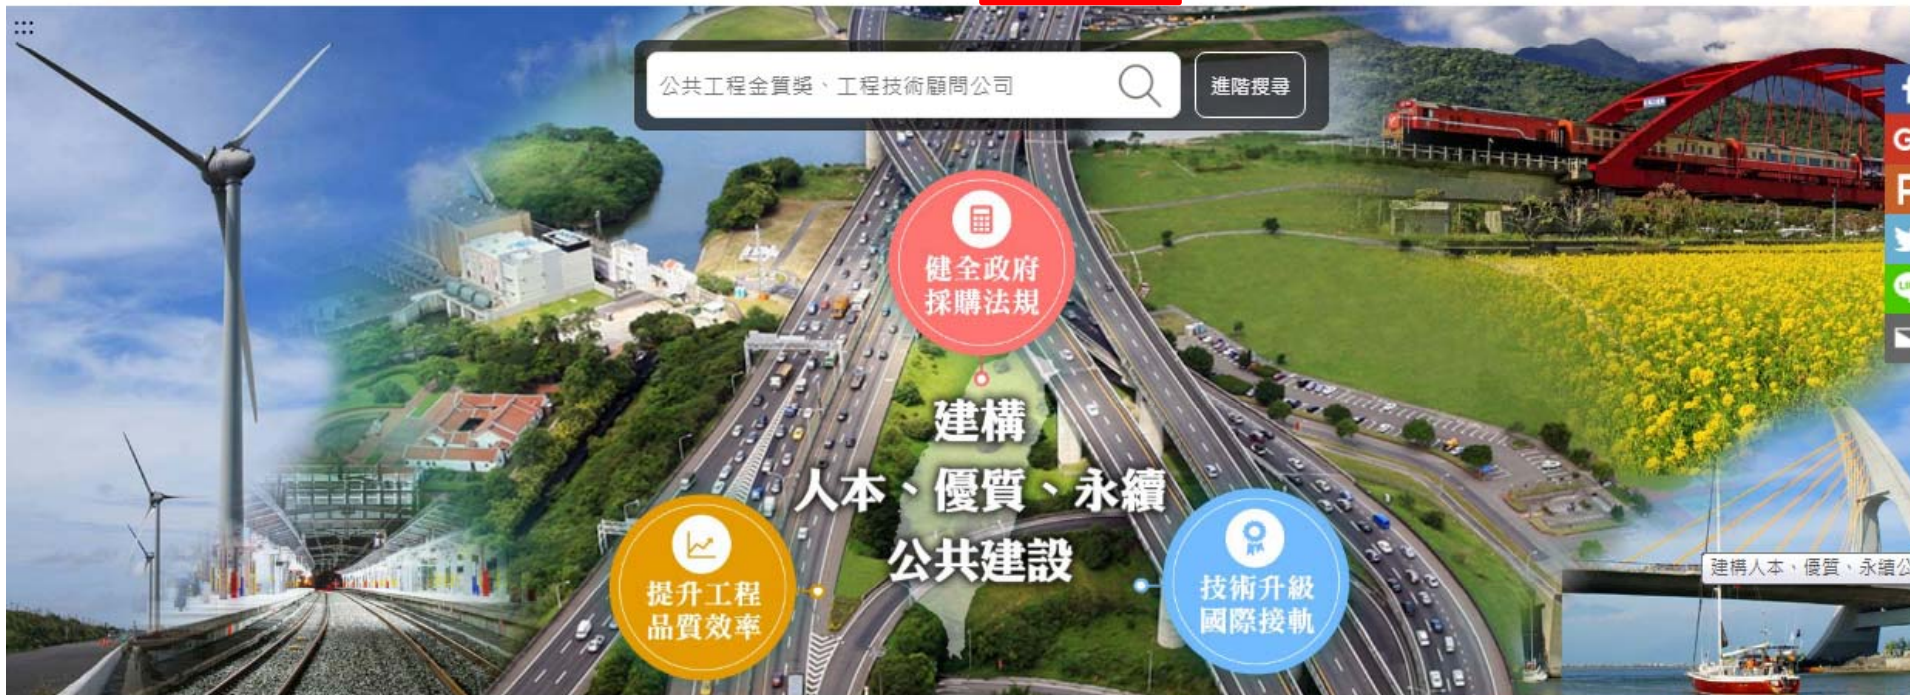 公共工程金質獎、工程技術顧問公司
進階搜尋
健全政府
採購法規
建構
人本、優質、永續
公共建設
提升工程
品質效率
技術升級
國際接軌
建構人本、優質、永續公